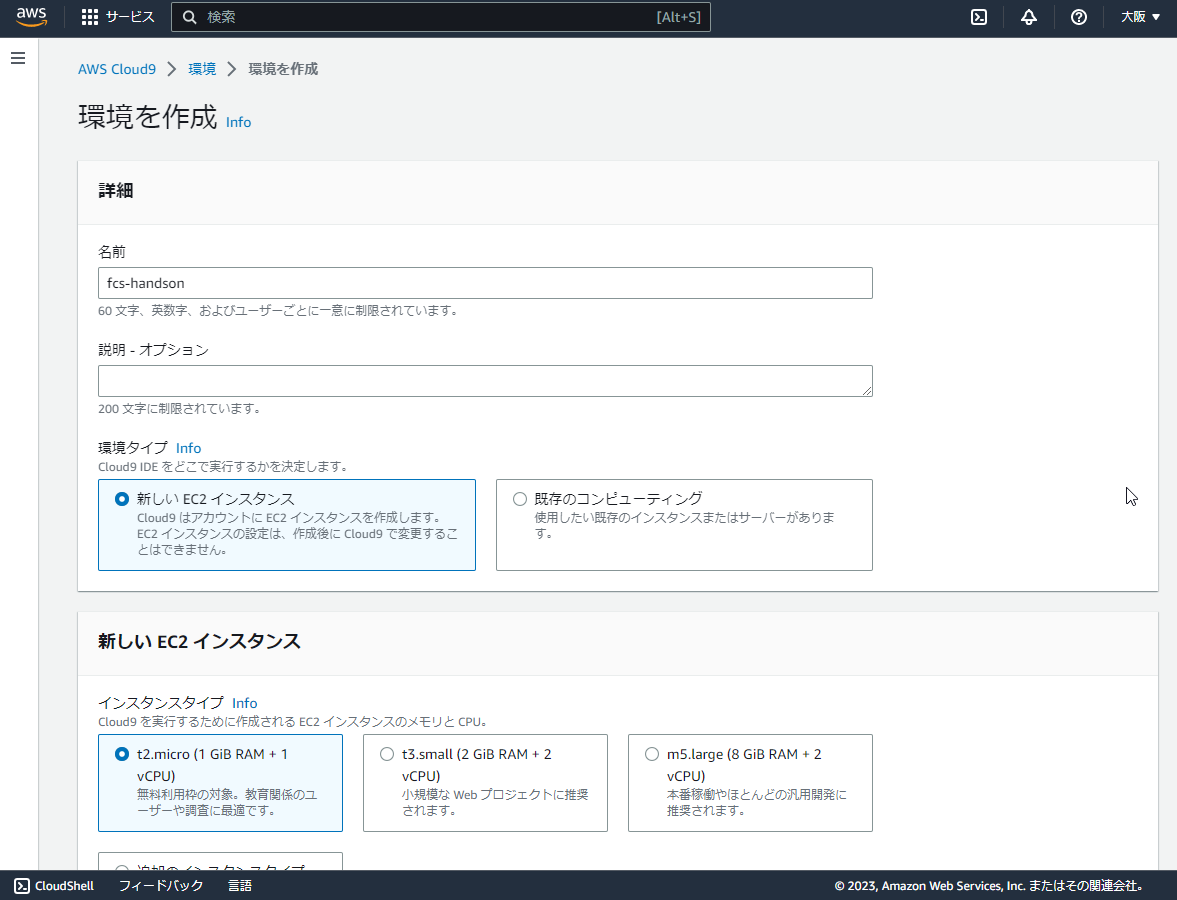 aws サービス 検索 [Alt+S] 大阪
AWS Cloud9 環境 環境を作成
環境を作成 Info
詳細
名前
fcs-handson
60 文字、英数字、およびユーザーごとに一意に制限されています。
説明 - オプション
200 文字に制限されています。
環境タイプ Info
Cloud9 IDE をどこで実行するかを決定します。
新しい EC2 インスタンス
Cloud9 はアカウントに EC2 インスタンスを作成します。
EC2 インスタンスの設定は、作成後に Cloud9 で変更するこ
とはできません。
既存のコンピューティング
使用したい既存のインスタンスまたはサーバーがありま
す。
新しい EC2 インスタンス
インスタンスタイプ Info
Cloud9 を実行するために作成される EC2 インスタンスのメモリと CPU。
t2.micro (1 GiB RAM + 1
vCPU)
無料利用枠の対象。教育関係のユ
ーザーや調査に最適です。
t3.small (2 GiB RAM + 2
vCPU)
小規模な Web プロジェクトに推奨
されます。
m5.large (8 GiB RAM + 2
vCPU)
本番稼働やほとんどの汎用開発に
推奨されます。
追加のインスタンスタイプ
CloudShell フィードバック 言語 © 2023, Amazon Web Services, Inc. またはその関連会社。